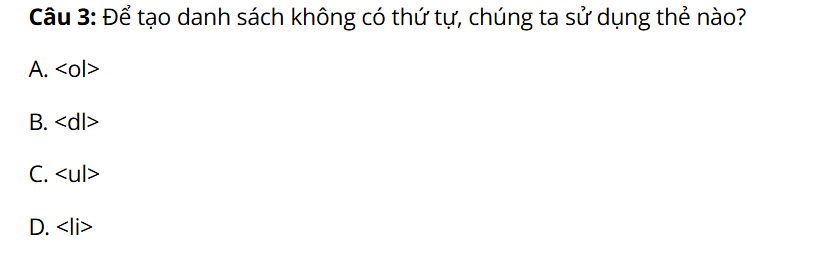 Câu 3: Để tạo danh sách không có thứ tự, chúng ta sử dụng thẻ nào?
A. <ol>
B. <dl>
C. <ul>
D. <li>